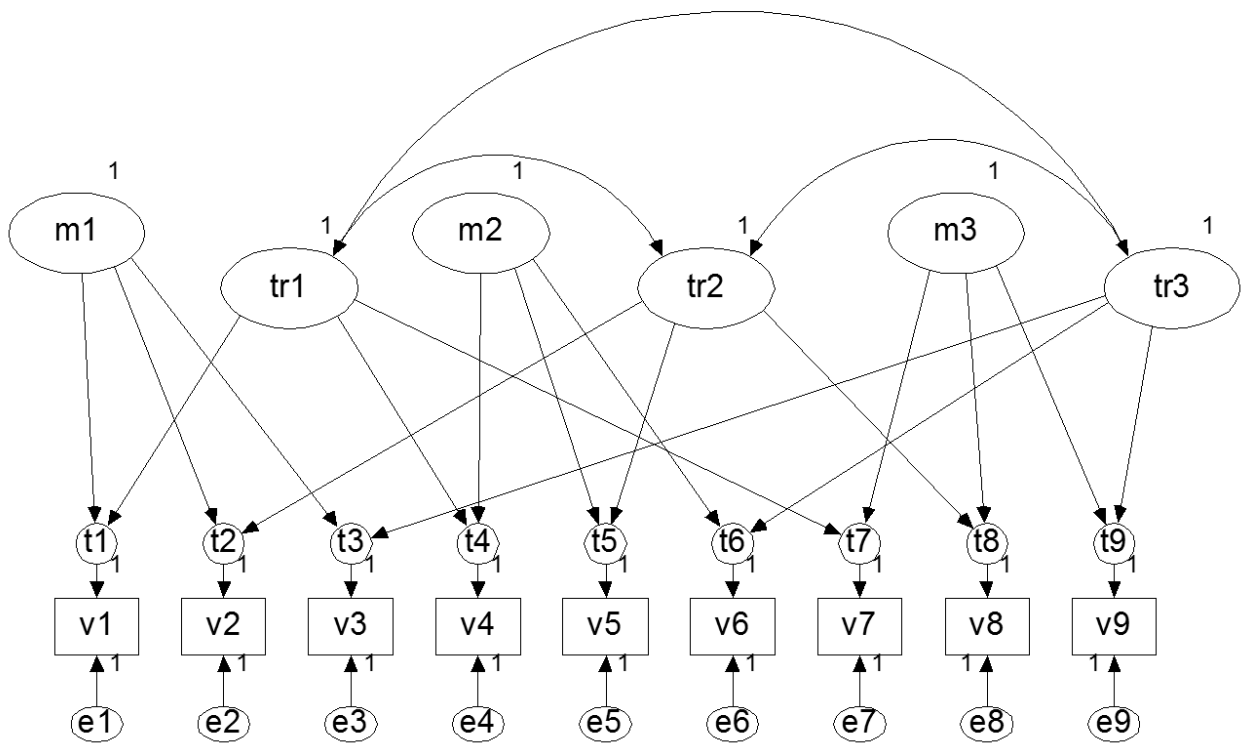 1 1 1
m1 1 m2 1 m3 1
tr1 tr2 tr3
t1 t2 t3 t4 t5 t6 t7 t8 t9
1 1 1 1 1 1 1 1 1
v1 v2 v3 v4 v5 v6 v7 v8 v9
1 1 1 1 1 1 1 1 1
e1 e2 e3 e4 e5 e6 e7 e8 e9